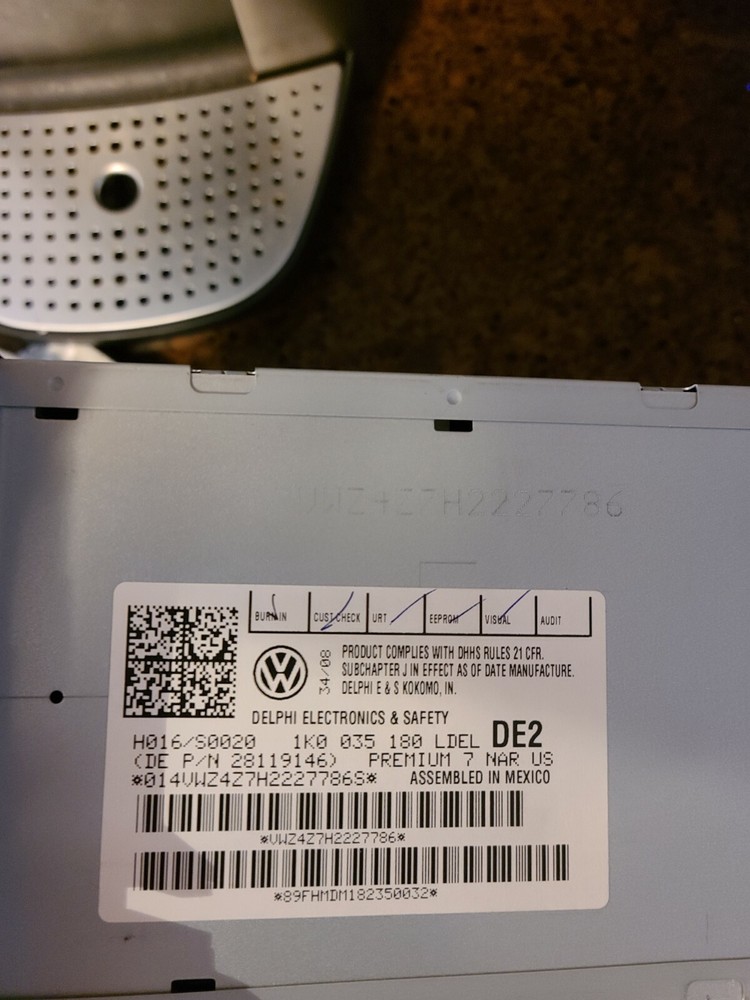 VWZ4Z7H2227786
BURN IN CUST CHECK URT EEPROM VISUAL AUDIT
34/08
PRODUCT COMPLIES WITH DHHS RULES 21 CFR.
SUBCHAPTER J IN EFFECT AS OF DATE MANUFACTURE.
DELPHI E & S KOKOMO, IN.
DELPHI ELECTRONICS & SAFETY
H016/S0020 1K0 035 180 LDEL DE2
(DE P/N 28119146) PREMIUM 7 NAR US
*014VWZ4Z7H2227786S* ASSEMBLED IN MEXICO
*VWZ4Z7H2227786*
*89FHMDM182350032*